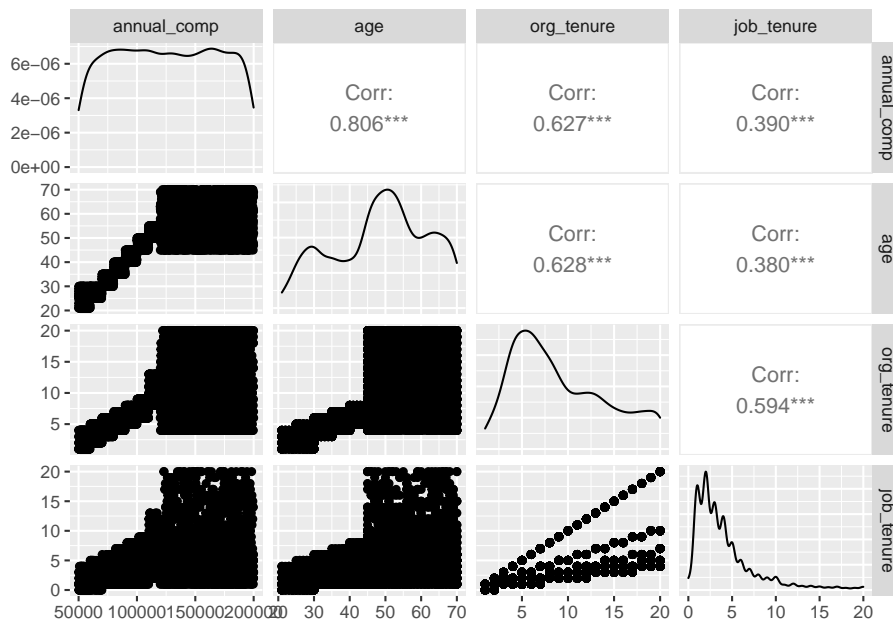 annual_comp age org_tenure job_tenure
6e−06
4e−06
2e−06
0e+00
Corr:
0.806***
Corr:
0.627***
Corr:
0.390***
annual_comp
70
60
50
40
30
20
Corr:
0.628***
Corr:
0.380***
age
20
15
10
5
Corr:
0.594***
org_tenure
20
15
10
5
0
job_tenure
50000 100000 150000 200000
20 30 40 50 60 70
5 10 15 20
0 5 10 15 20